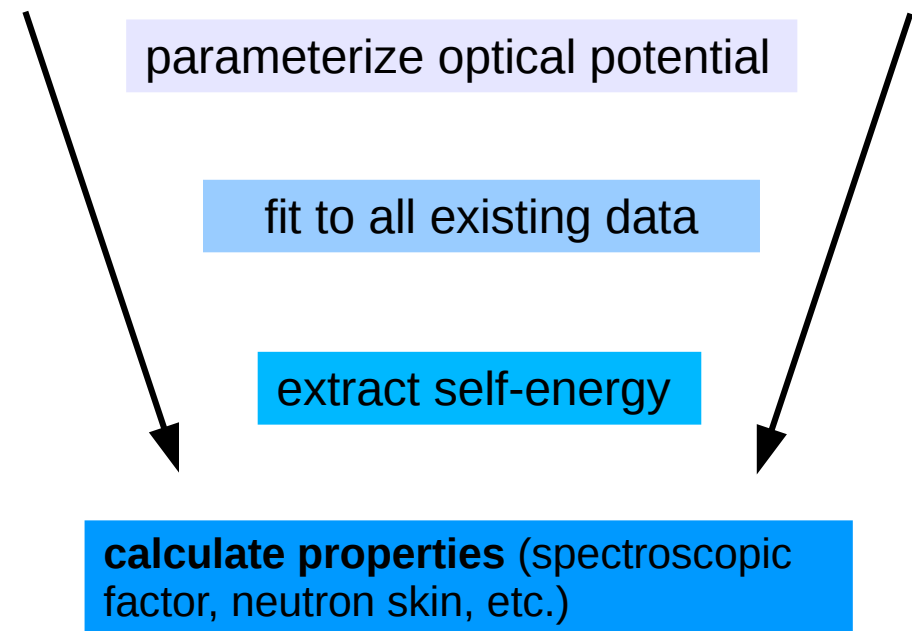 parameterize optical potential
fit to all existing data
extract self-energy
calculate properties (spectroscopic
factor, neutron skin, etc.)